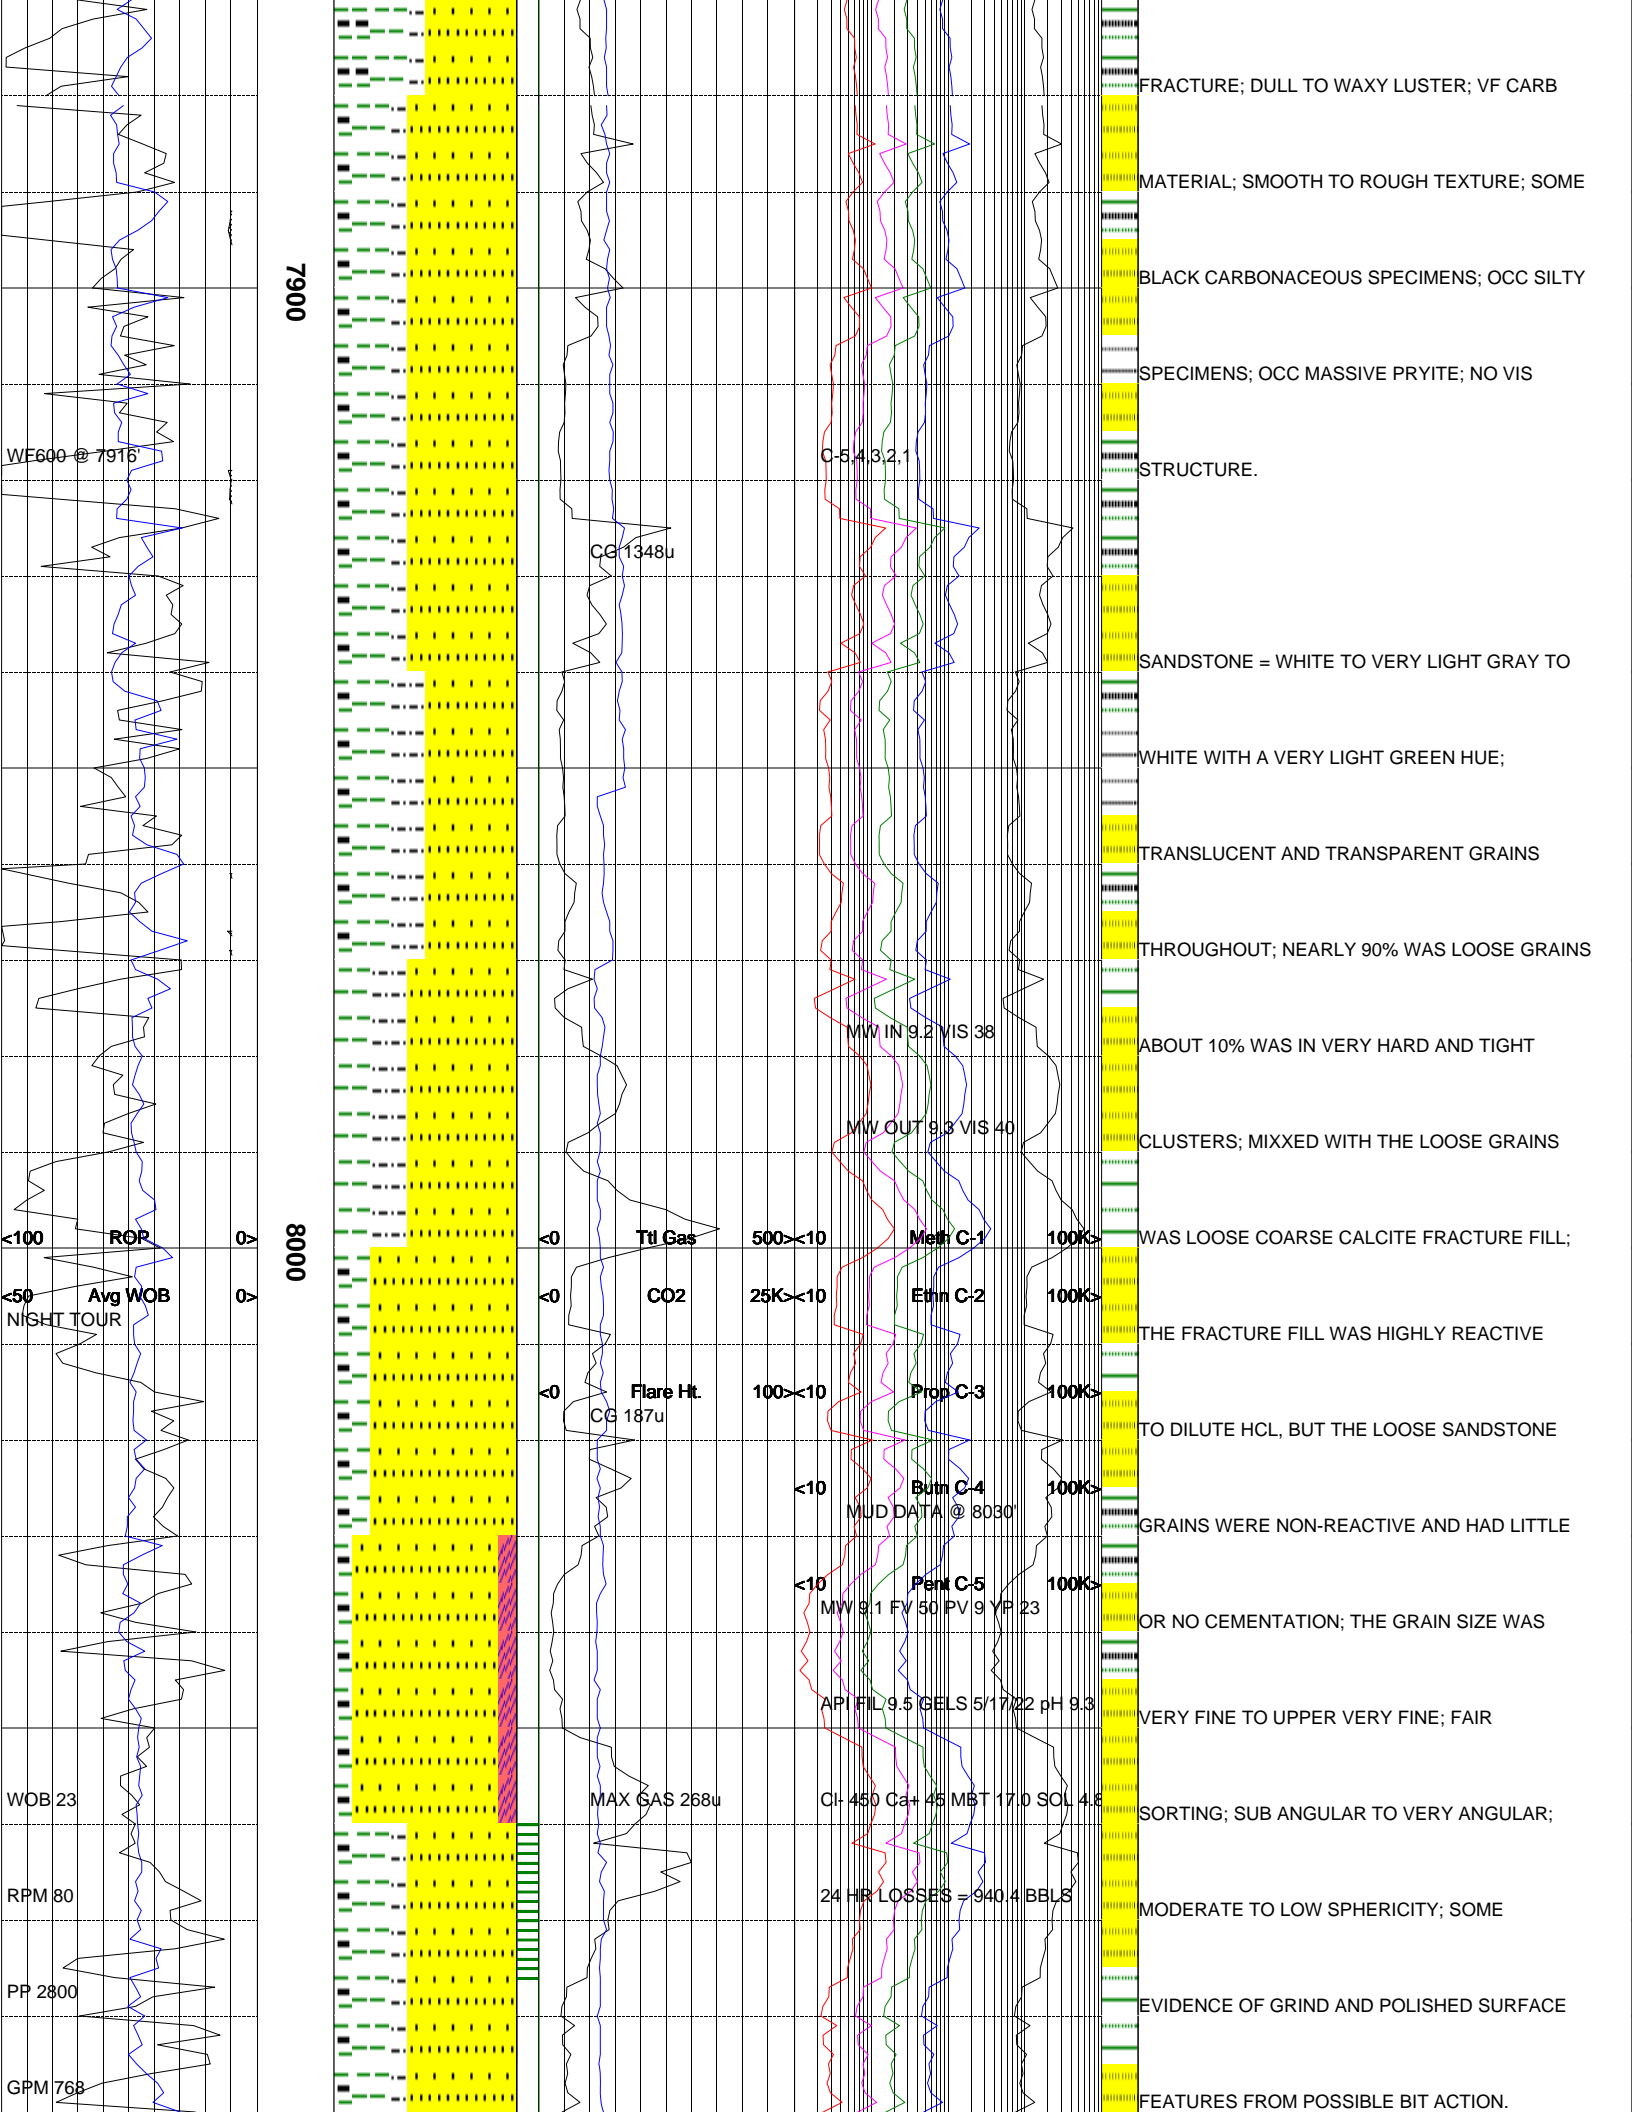 FRACTURE; DULL TO WAXY LUSTER; VF CARB
MATERIAL; SMOOTH TO ROUGH TEXTURE; SOME
7900
BLACK CARBONACEOUS SPECIMENS; OCC SILTY
SPECIMENS; OCC MASSIVE PRYITE; NO VIS
WF600 @ 7916'
C-5,4,3,2,1
STRUCTURE.
CG 1348u
SANDSTONE = WHITE TO VERY LIGHT GRAY TO
WHITE WITH A VERY LIGHT GREEN HUE;
TRANSLUCENT AND TRANSPARENT GRAINS
THROUGHOUT; NEARLY 90% WAS LOOSE GRAINS
MW IN 9.2 VIS 38
ABOUT 10% WAS IN VERY HARD AND TIGHT
MW OUT 9.3 VIS 40
CLUSTERS; MIXXED WITH THE LOOSE GRAINS
<100 ROP 0>
8000
<0 Ttl Gas 500>
<10 Meth C-1 100K>
WAS LOOSE COARSE CALCITE FRACTURE FILL;
<50 Avg WOB 0>
<0 CO2 25K>
<10 Ethn C-2 100K>
NIGHT TOUR
THE FRACTURE FILL WAS HIGHLY REACTIVE
<0 Flare Ht. 100>
<10 Prop C-3 100K>
CG 187u
TO DILUTE HCL, BUT THE LOOSE SANDSTONE
<10 Butn C-4 100K>
MUD DATA @ 8030'
GRAINS WERE NON-REACTIVE AND HAD LITTLE
<10 Pent C-5 100K>
MW 9.1 FV 50 PV 9 YP 23
OR NO CEMENTATION; THE GRAIN SIZE WAS
API FIL 9.5 GELS 5/17/22 pH 9.3
VERY FINE TO UPPER VERY FINE; FAIR
WOB 23
MAX GAS 268u
Cl- 450 Ca+ 45 MBT 17.0 SOL 4.8
SORTING; SUB ANGULAR TO VERY ANGULAR;
RPM 80
24 HR LOSSES = 940.4 BBLS
MODERATE TO LOW SPHERICITY; SOME
PP 2800
EVIDENCE OF GRIND AND POLISHED SURFACE
GPM 768
FEATURES FROM POSSIBLE BIT ACTION.